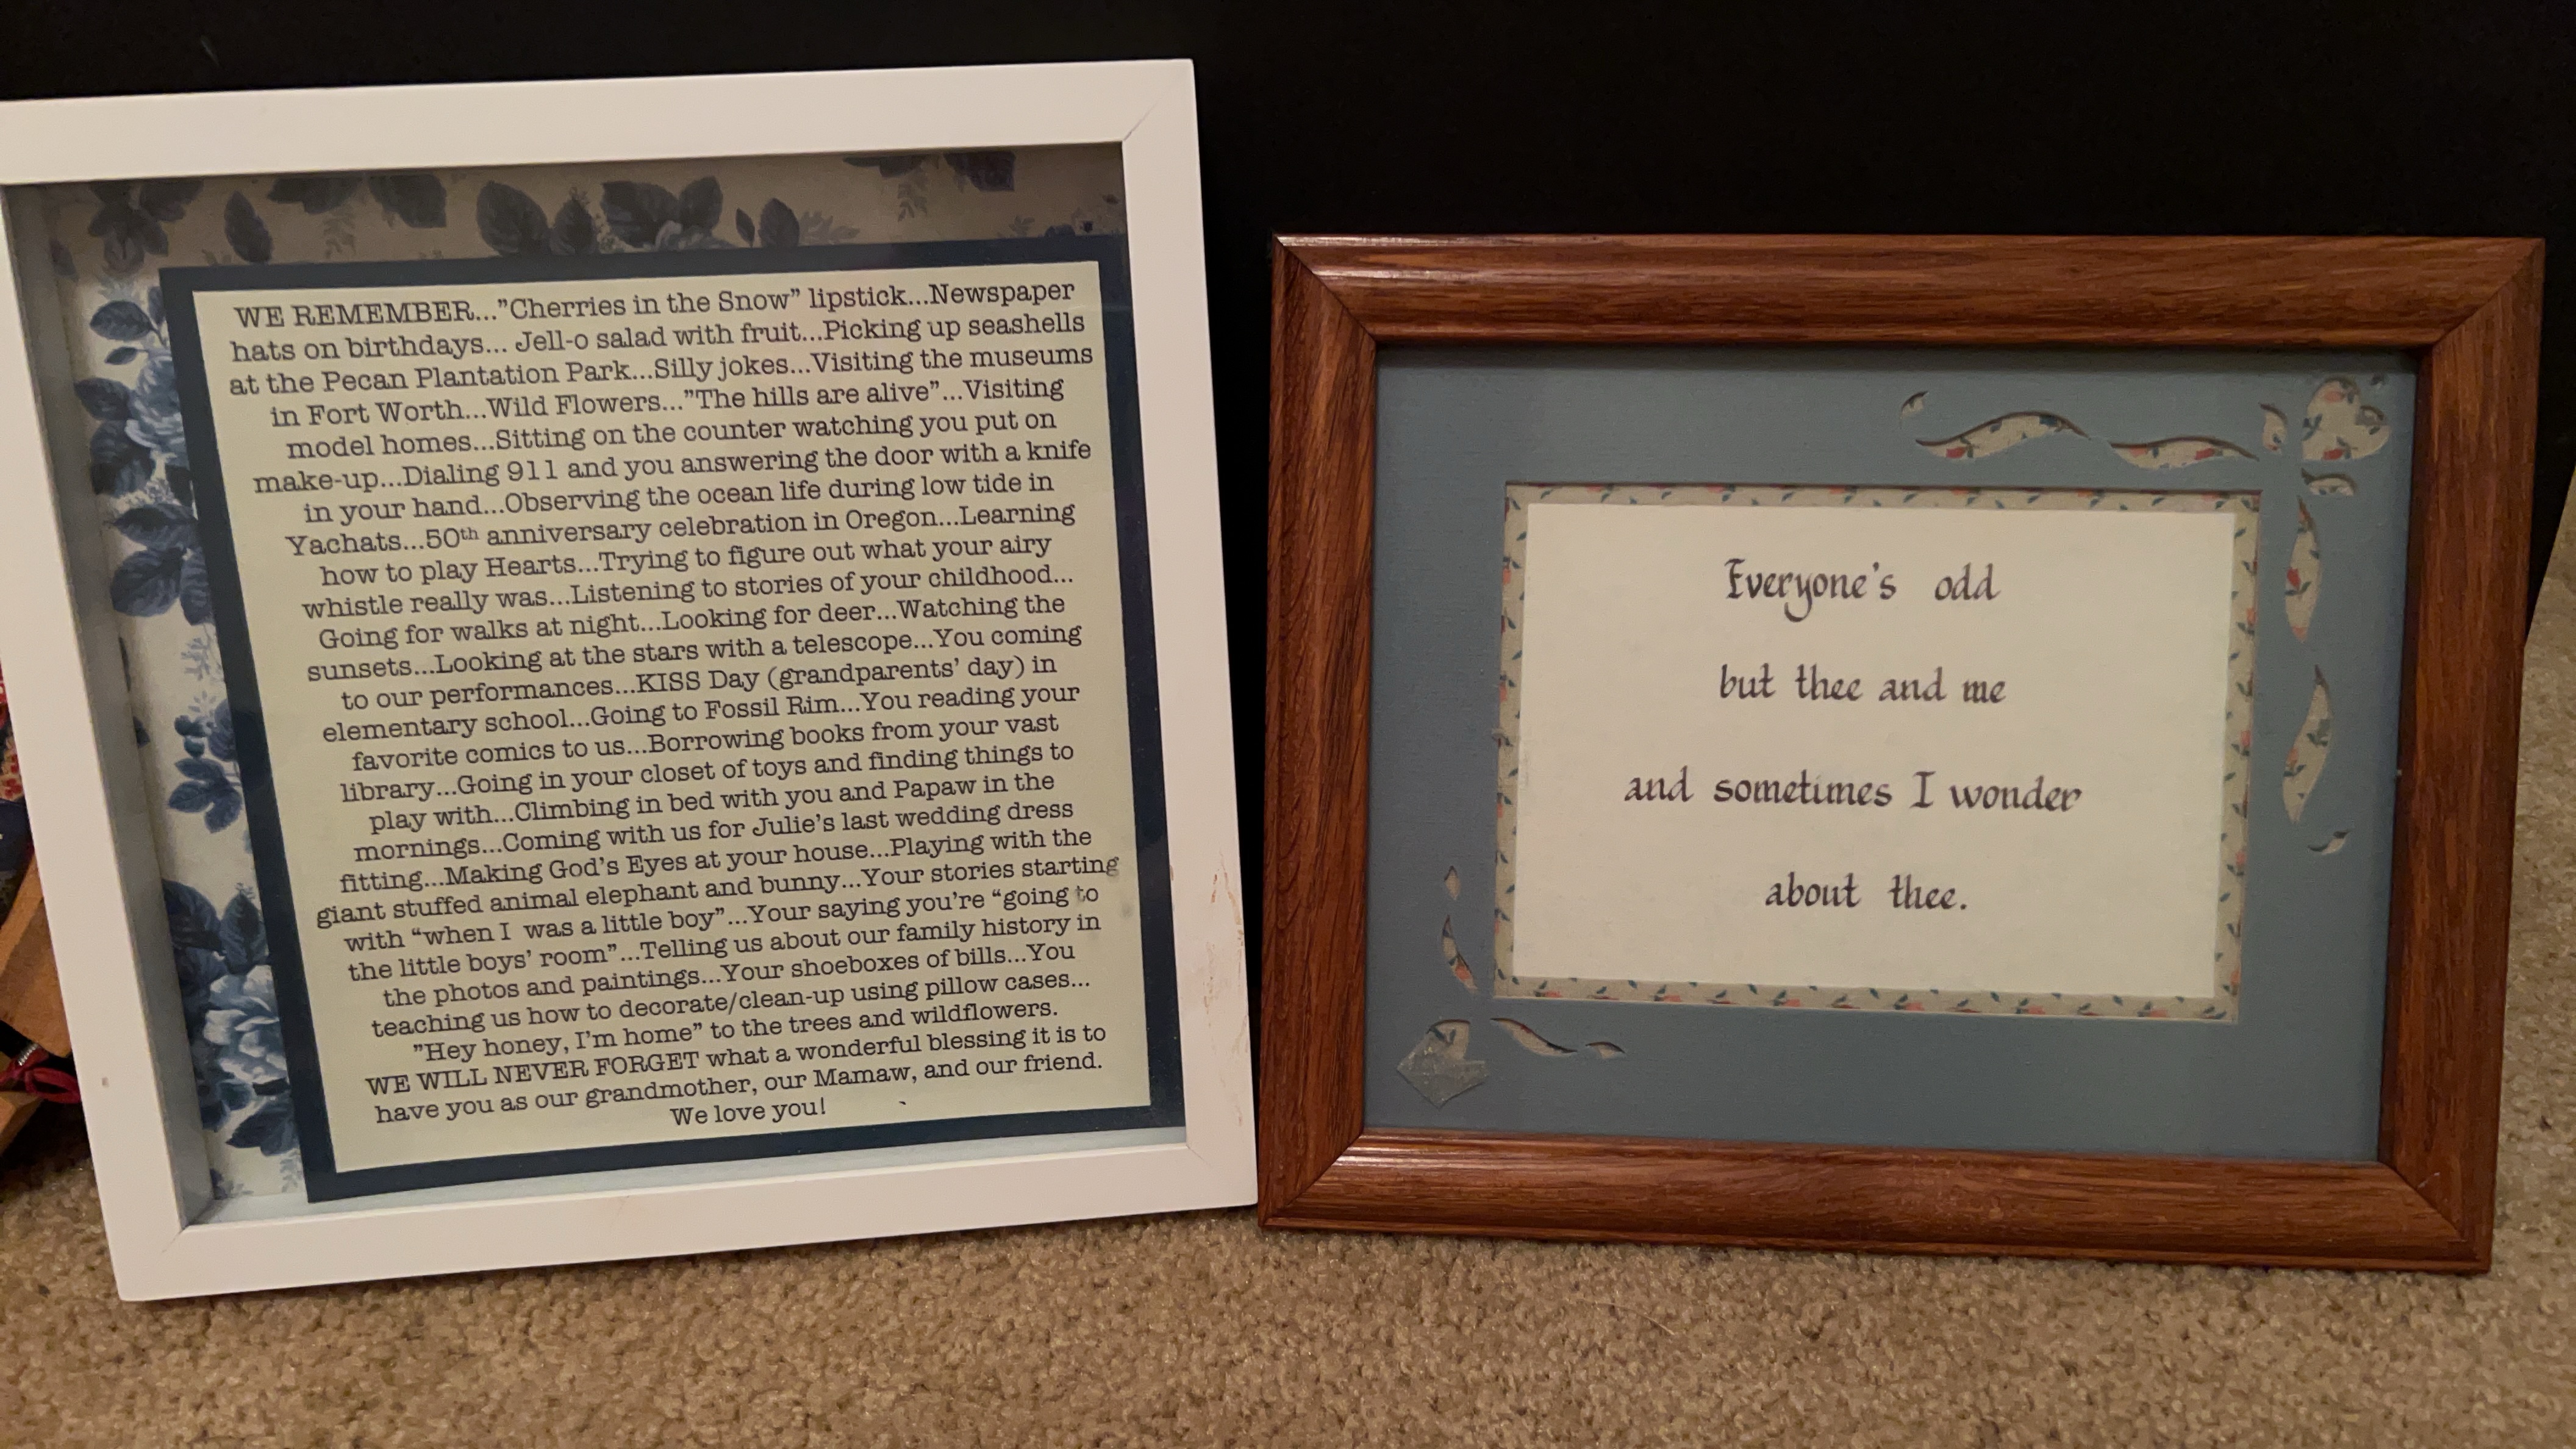 WE REMEMBER..."Cherries in the Snow" lipstick...Newspaper
hats on birthdays... Jell-o salad with fruit...Picking up seashells
at the Pecan Plantation Park...Silly jokes...Visiting the museums
in Fort Worth...Wild Flowers..."The hills are alive"...Visiting
model homes...Sitting on the counter watching you put on
make-up...Dialing 911 and you answering the door with a knife
in your hand...Observing the ocean life during low tide in
Yachats...50th anniversary celebration in Oregon...Learning
how to play Hearts...Trying to figure out what your airy
whistle really was...Listening to stories of your childhood...
Going for walks at night...Looking for deer...Watching the
sunsets...Looking at the stars with a telescope...You coming
to our performances...KISS Day (grandparents' day) in
elementary school...Going to Fossil Rim...You reading your
favorite comics to us...Borrowing books from your vast
library...Going in your closet of toys and finding things to
play with...Climbing in bed with you and Papaw in the
mornings...Coming with us for Julie's last wedding dress
fitting...Making God's Eyes at your house...Playing with the
giant stuffed animal elephant and bunny...Your stories starting
with "when I was a little boy"...Your saying you're "going to
the little boys' room"...Telling us about our family history in
the photos and paintings...Your shoeboxes of bills...You
teaching us how to decorate/clean-up using pillow cases...
"Hey honey, I'm home" to the trees and wildflowers.
WE WILL NEVER FORGET what a wonderful blessing it is to
have you as our grandmother, our Mamaw, and our friend.
We love you!
Everyone's odd
but thee and me
and sometimes I wonder
about thee.